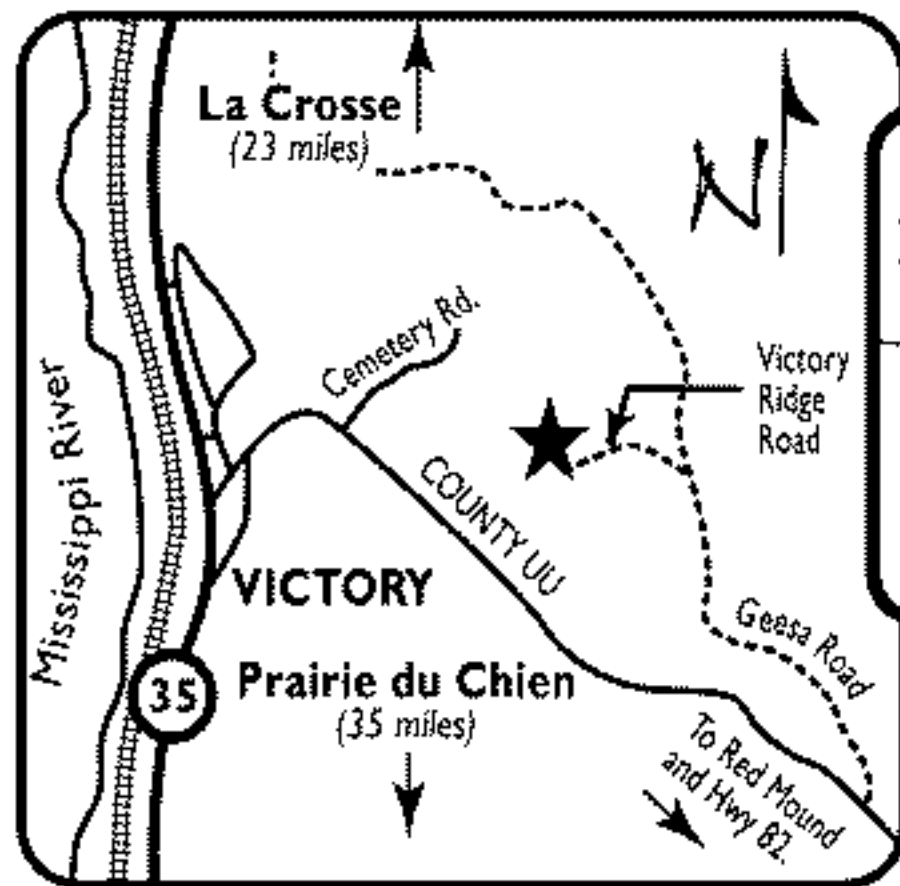 La Crosse
(23 miles)
N
Cemetery Rd.
Victory
Ridge
Road
Mississippi River
COUNTY UU
VICTORY
Geesa Road
35
Prairie du Chien
(35 miles)
To Red Mound
and Hwy 82.